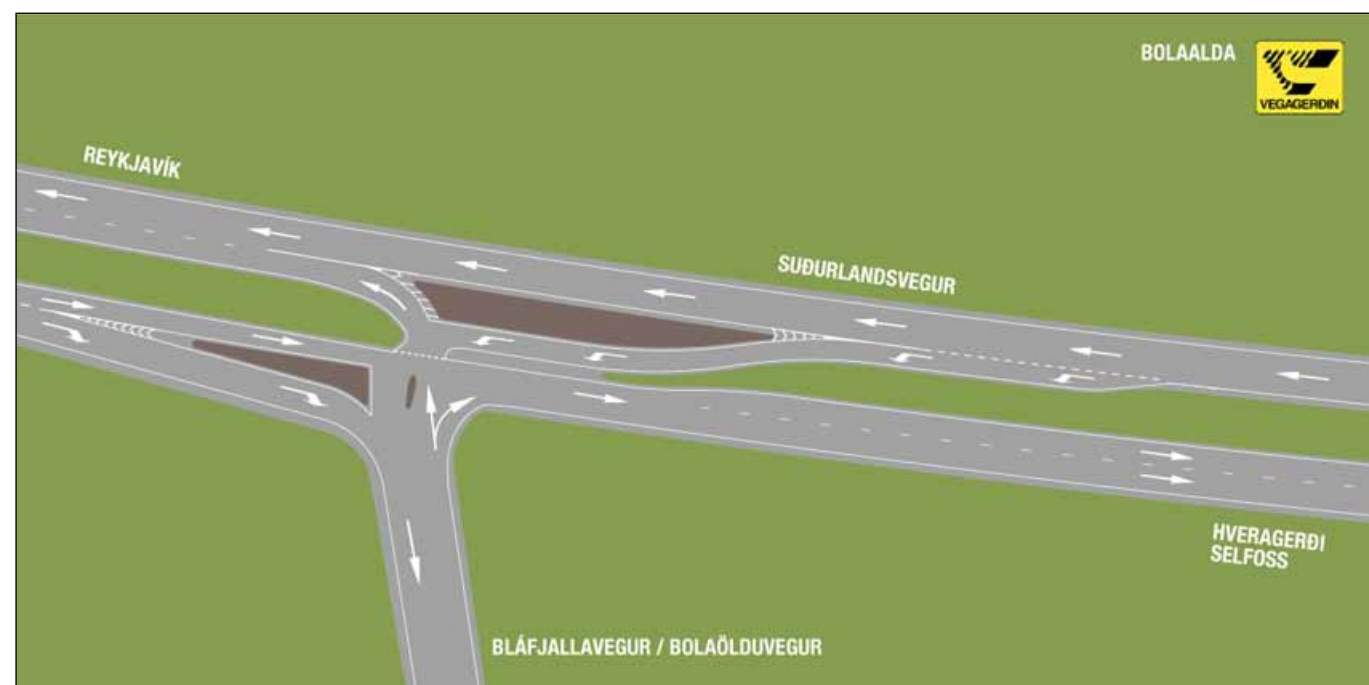 BOLAALDA
VEGAGERÐIN
REYKJAVÍK
SUÐURLANDSVEGUR
HVERAGERÐI
SELFOSS
BLÁFJALLAVEGUR / BOLAÖLDUVEGUR